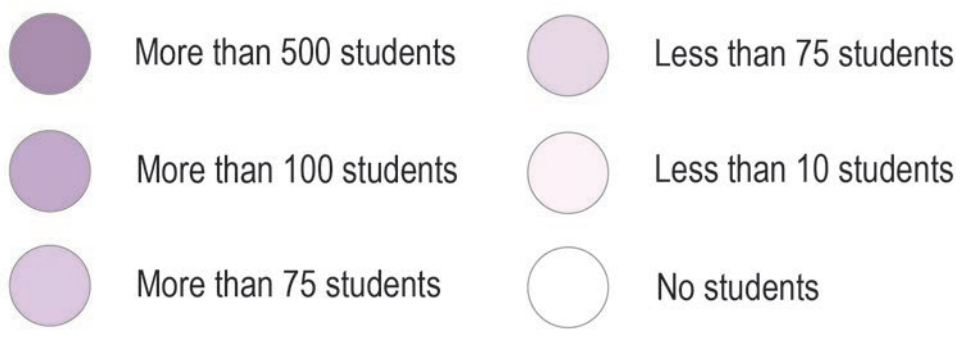 More than 500 students
Less than 75 students
More than 100 students
Less than 10 students
More than 75 students
No students